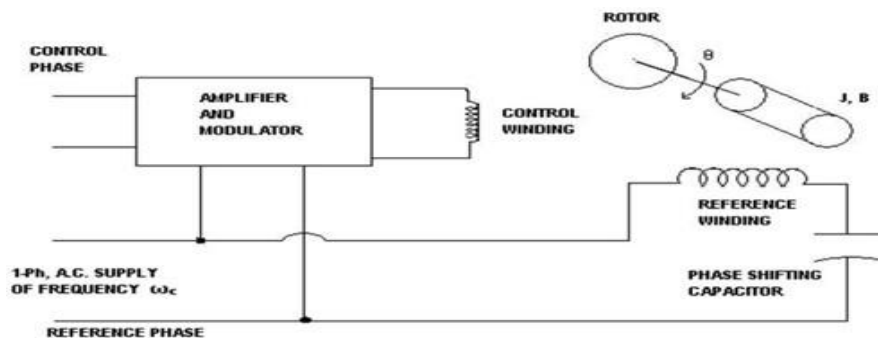 ROTOR
CONTROL
PHASE
θ
AMPLIFIER
AND
MODULATOR
J, B
CONTROL
WINDING
REFERENCE
WINDING
1-Ph, A.C. SUPPLY
OF FREQUENCY ωc
PHASE SHIFTING
CAPACITOR
REFERENCE PHASE